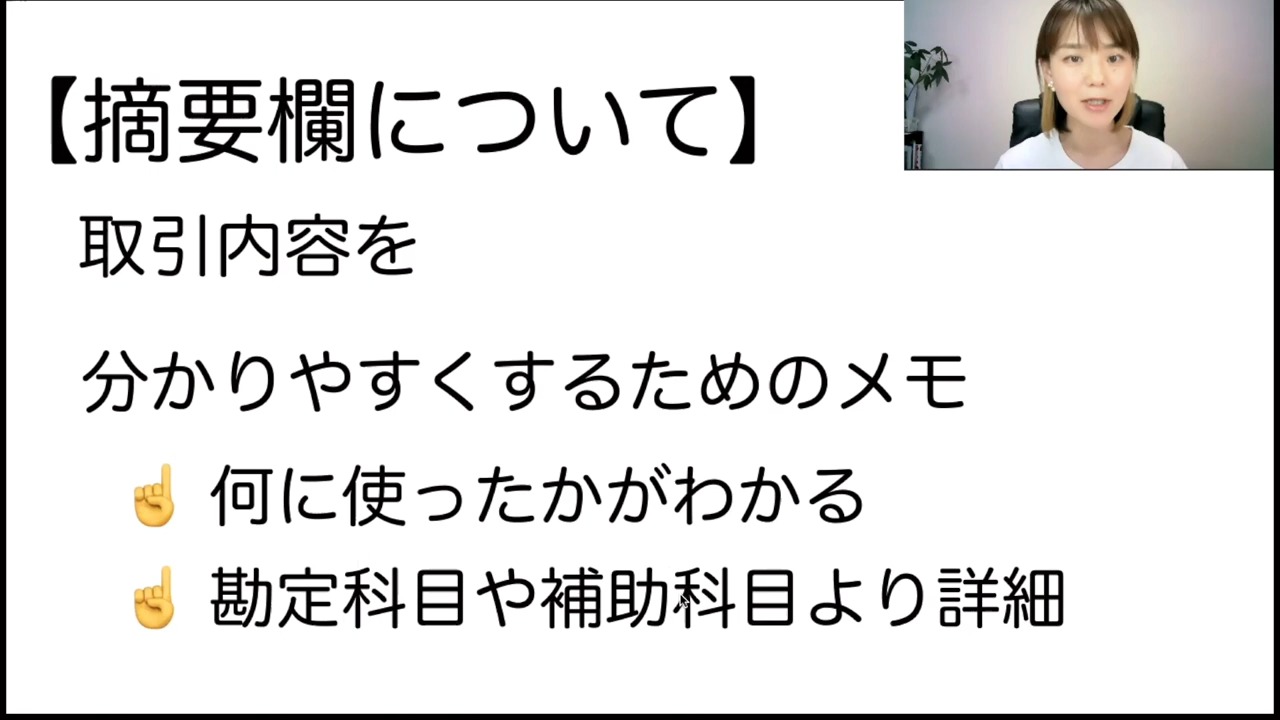 【摘要欄について】
取引内容を
分かりやすくするためのメモ
☝️ 何に使ったかがわかる
☝️ 勘定科目や補助科目より詳細